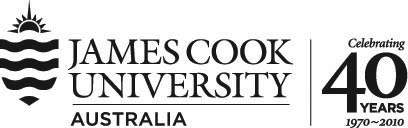 JAMES COOK
UNIVERSITY
AUSTRALIA
Celebrating
40
YEARS
1970~2010